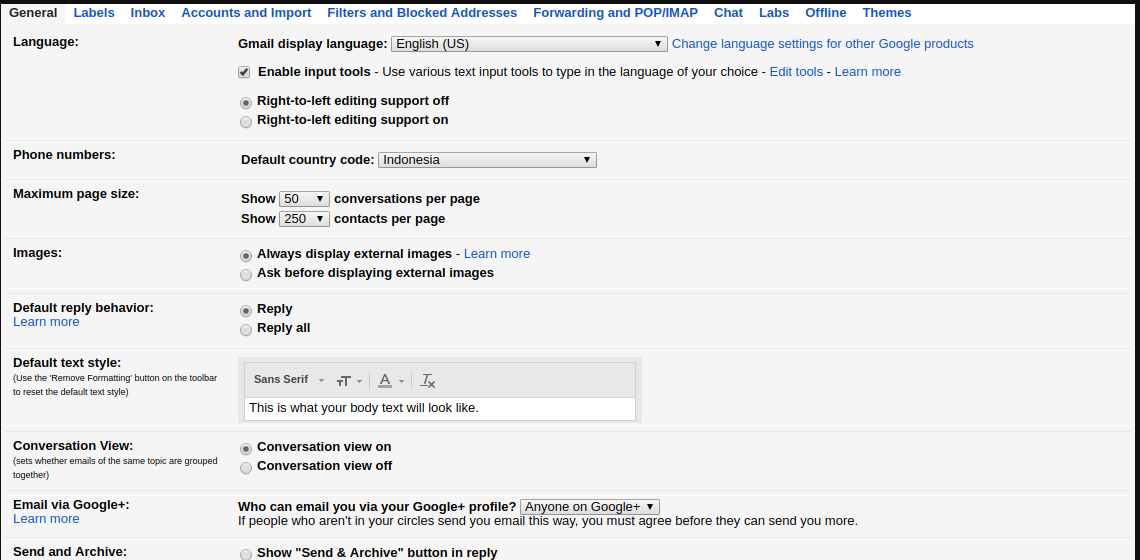 General Labels Inbox Accounts and Import Filters and Blocked Addresses Forwarding and POP/IMAP Chat Labs Offline Themes
Language:
Gmail display language: English (US) Change language settings for other Google products
Enable input tools - Use various text input tools to type in the language of your choice - Edit tools - Learn more
Right-to-left editing support off
Right-to-left editing support on
Phone numbers:
Default country code: Indonesia
Maximum page size:
Show 50 conversations per page
Show 250 contacts per page
Images:
Always display external images - Learn more
Ask before displaying external images
Default reply behavior:
Learn more
Reply
Reply all
Default text style:
(Use the 'Remove Formatting' button on the toolbar
to reset the default text style)
Sans Serif
This is what your body text will look like.
Conversation View:
(sets whether emails of the same topic are grouped
together)
Conversation view on
Conversation view off
Email via Google+:
Learn more
Who can email you via your Google+ profile? Anyone on Google+
If people who aren't in your circles send you email this way, you must agree before they can send you more.
Send and Archive:
Show "Send & Archive" button in reply